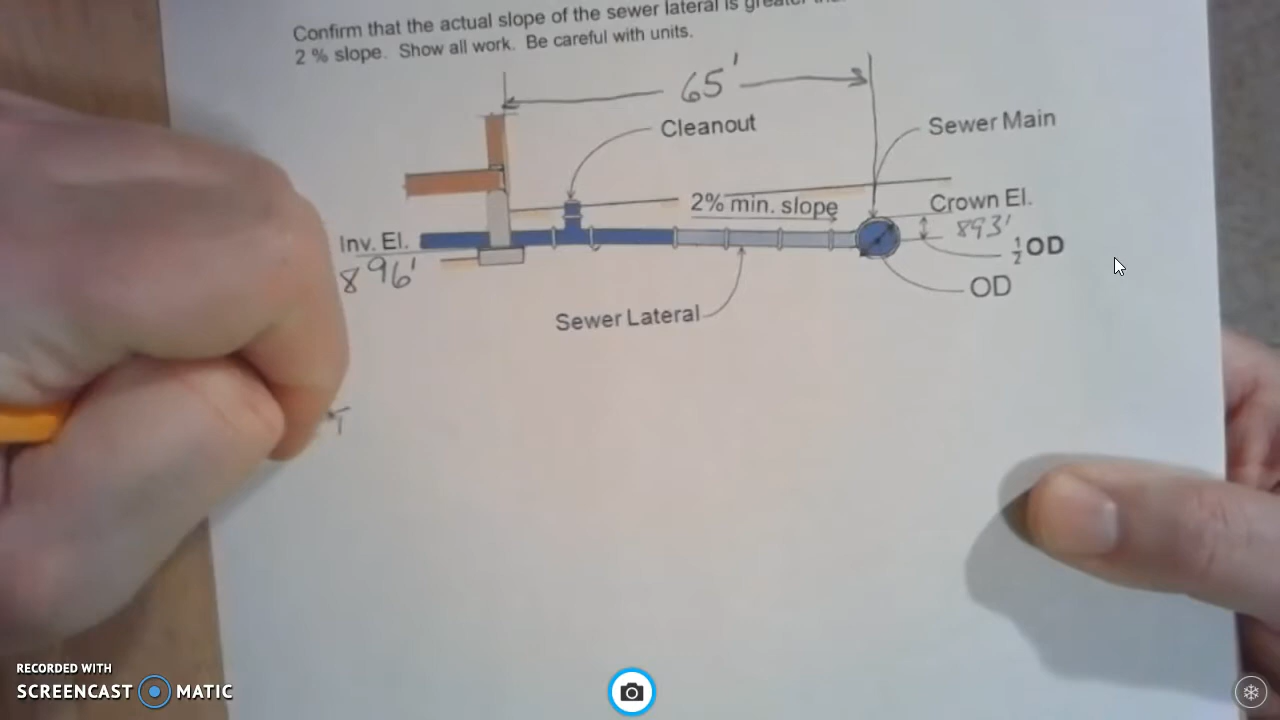 Confirm that the actual slope of the sewer lateral is greater
2 % slope. Show all work. Be careful with units.
65'
Cleanout
Sewer Main
2% min. slope
Crown El.
893'
Inv. El.
896'
½OD
OD
Sewer Lateral
RECORDED WITH
SCREENCAST MATIC